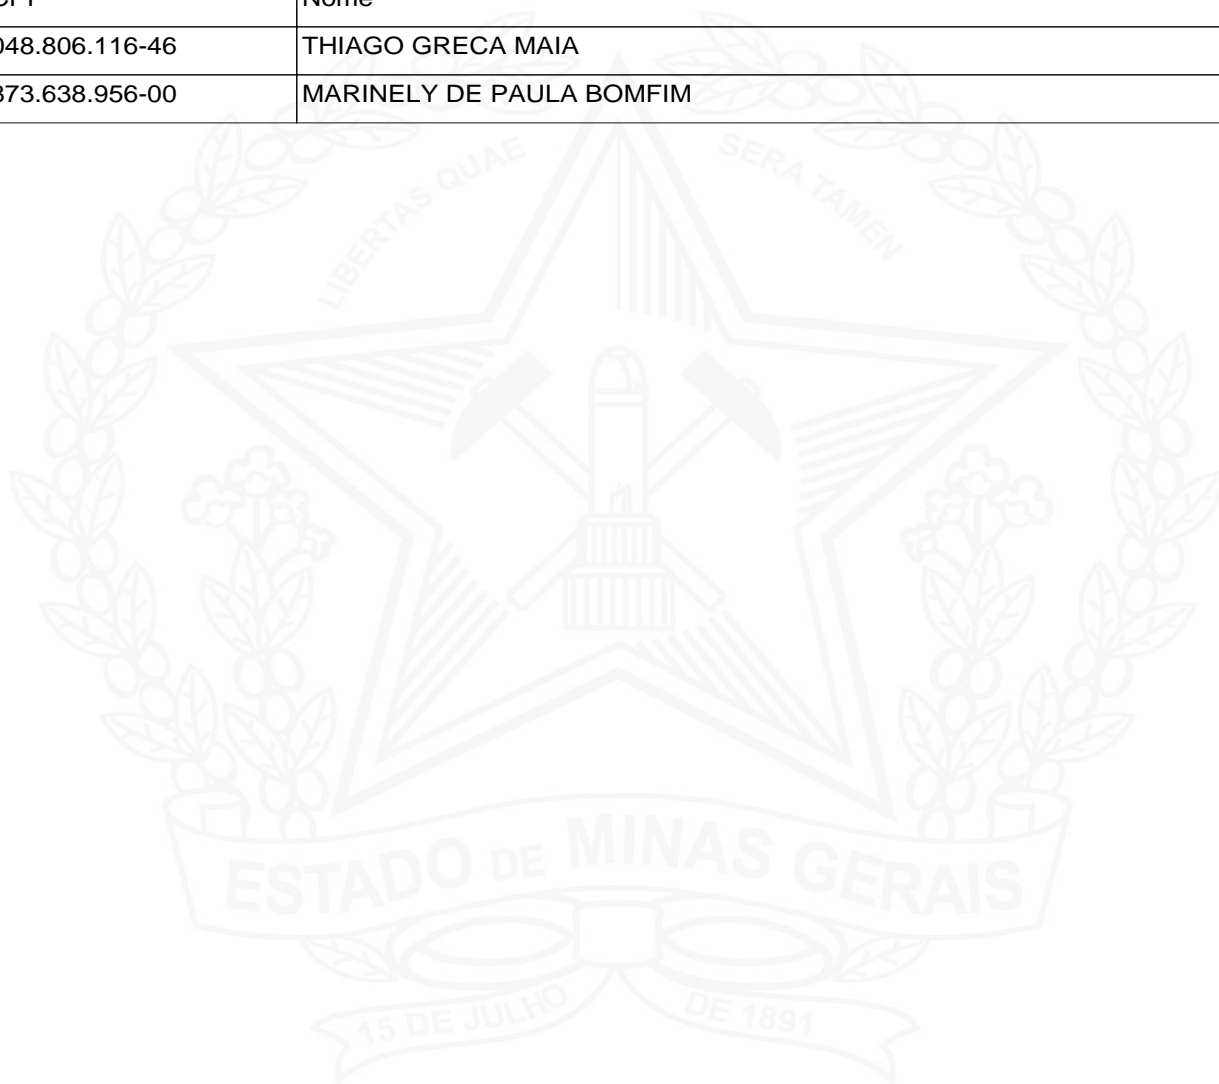 Nome
048.806.116-46 THIAGO GRECA MAIA
873.638.956-00 MARINELY DE PAULA BOMFIM
LIBERTAS QUAE SERA TAMEN
ESTADO DE MINAS GERAIS
15 DE JULHO DE 1891